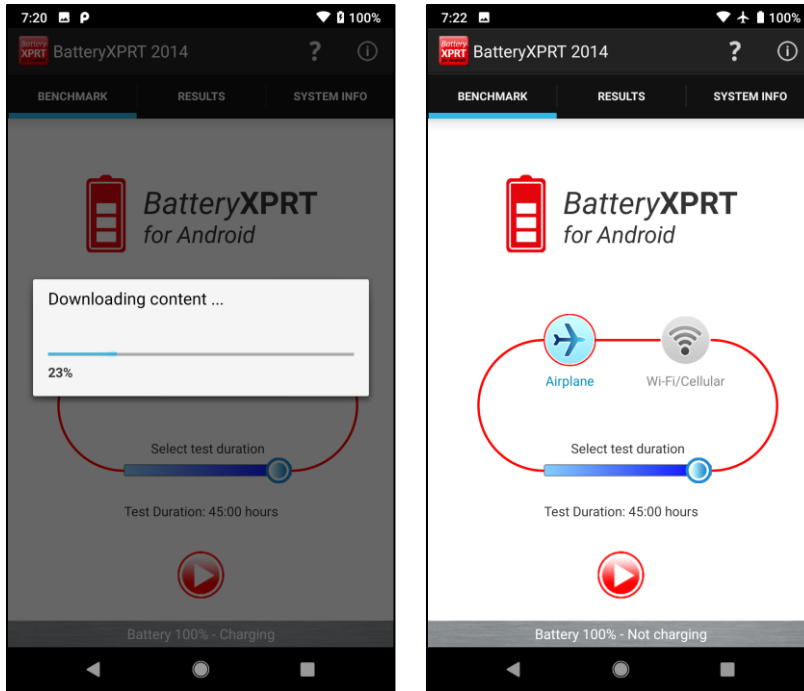 7:20 P 100%
Battery XPRT BatteryXPRT 2014 ?
BENCHMARK RESULTS SYSTEM INFO
BatteryXPRT
for Android
Downloading content ...
23%
Select test duration
Test Duration: 45:00 hours
Battery 100% - Charging
7:22 100%
Battery XPRT BatteryXPRT 2014 ?
BENCHMARK RESULTS SYSTEM INFO
BatteryXPRT
for Android
Airplane Wi-Fi/Cellular
Select test duration
Test Duration: 45:00 hours
Battery 100% - Not charging